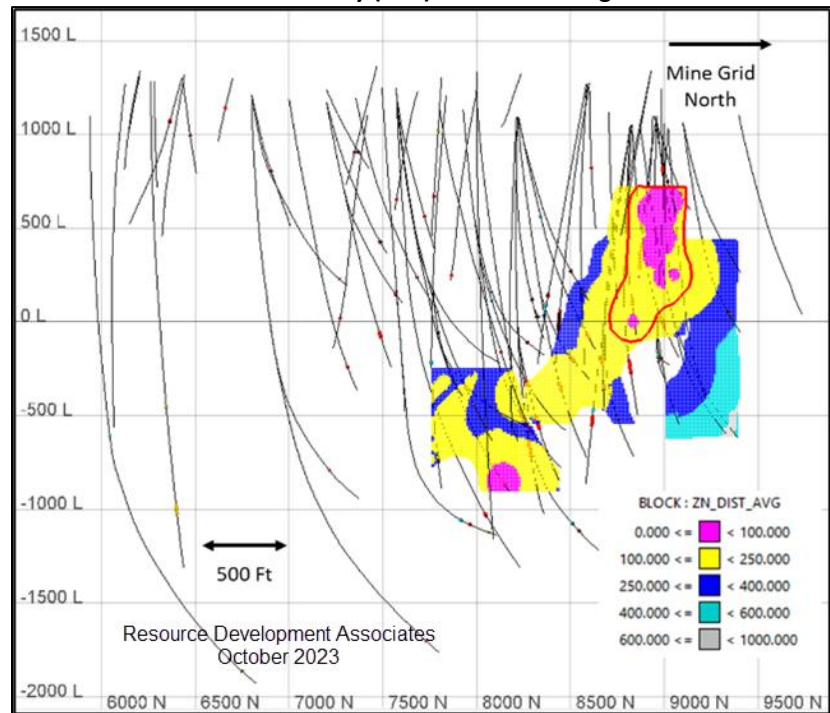 1500 L
Mine Grid
North
1000 L
500 L
0 L
-500 L
-1000 L
500 Ft
-1500 L
Resource Development Associates
October 2023
-2000 L
BLOCK : ZN_DIST_AVG
0.000 <= < 100.000
100.000 <= < 250.000
250.000 <= < 400.000
400.000 <= < 600.000
600.000 <= < 1000.000
6000 N 6500 N 7000 N 7500 N 8000 N 8500 N 9000 N 9500 N